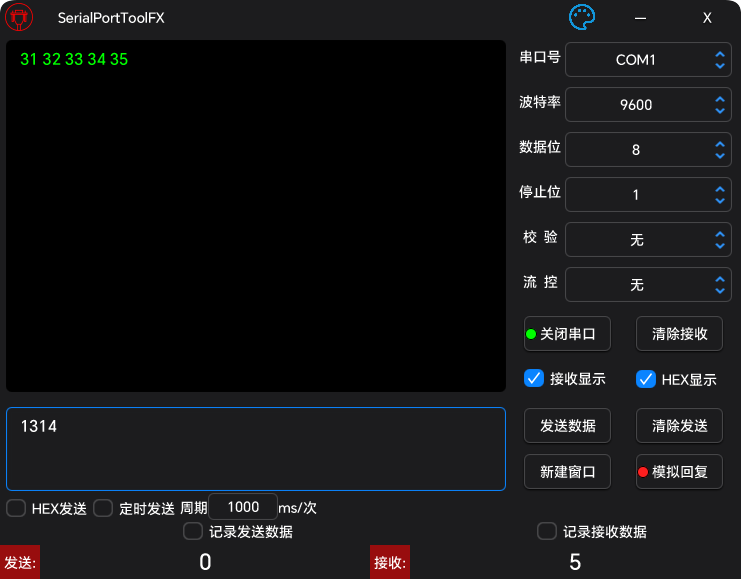 SerialPortToolFX
X
31 32 33 34 35
串口号 COM1
波特率 9600
数据位 8
停止位 1
校 验 无
流 控 无
关闭串口 清除接收
接收显示 HEX显示
1314
发送数据 清除发送
新建窗口 模拟回复
HEX发送 定时发送 周期 1000 ms/次
记录发送数据 记录接收数据
发送: 0 接收: 5